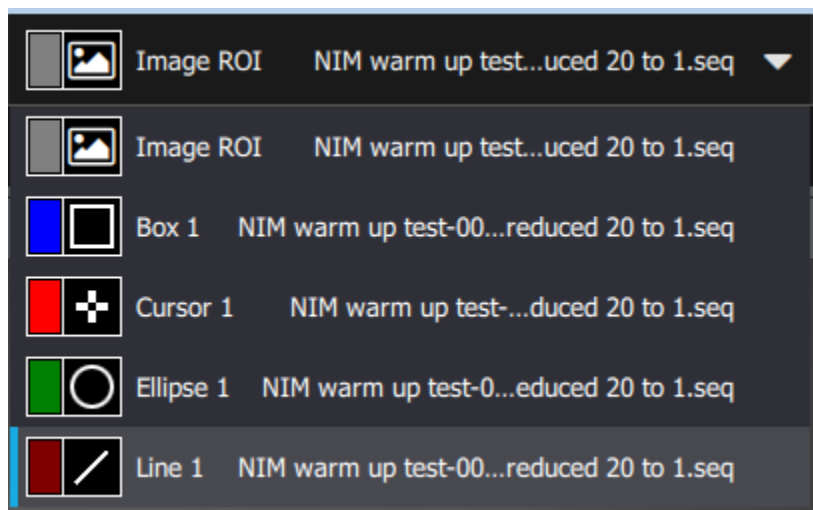 Image ROI NIM warm up test...uced 20 to 1.seq
Image ROI NIM warm up test...uced 20 to 1.seq
Box 1 NIM warm up test-00...reduced 20 to 1.seq
Cursor 1 NIM warm up test-...duced 20 to 1.seq
Ellipse 1 NIM warm up test-0...educed 20 to 1.seq
Line 1 NIM warm up test-00...reduced 20 to 1.seq